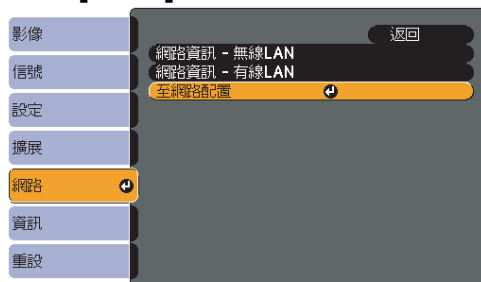 影像
信號
設定
擴展
網路
資訊
重設
返回
網路資訊 - 無線LAN
網路資訊 - 有線LAN
至網路配置